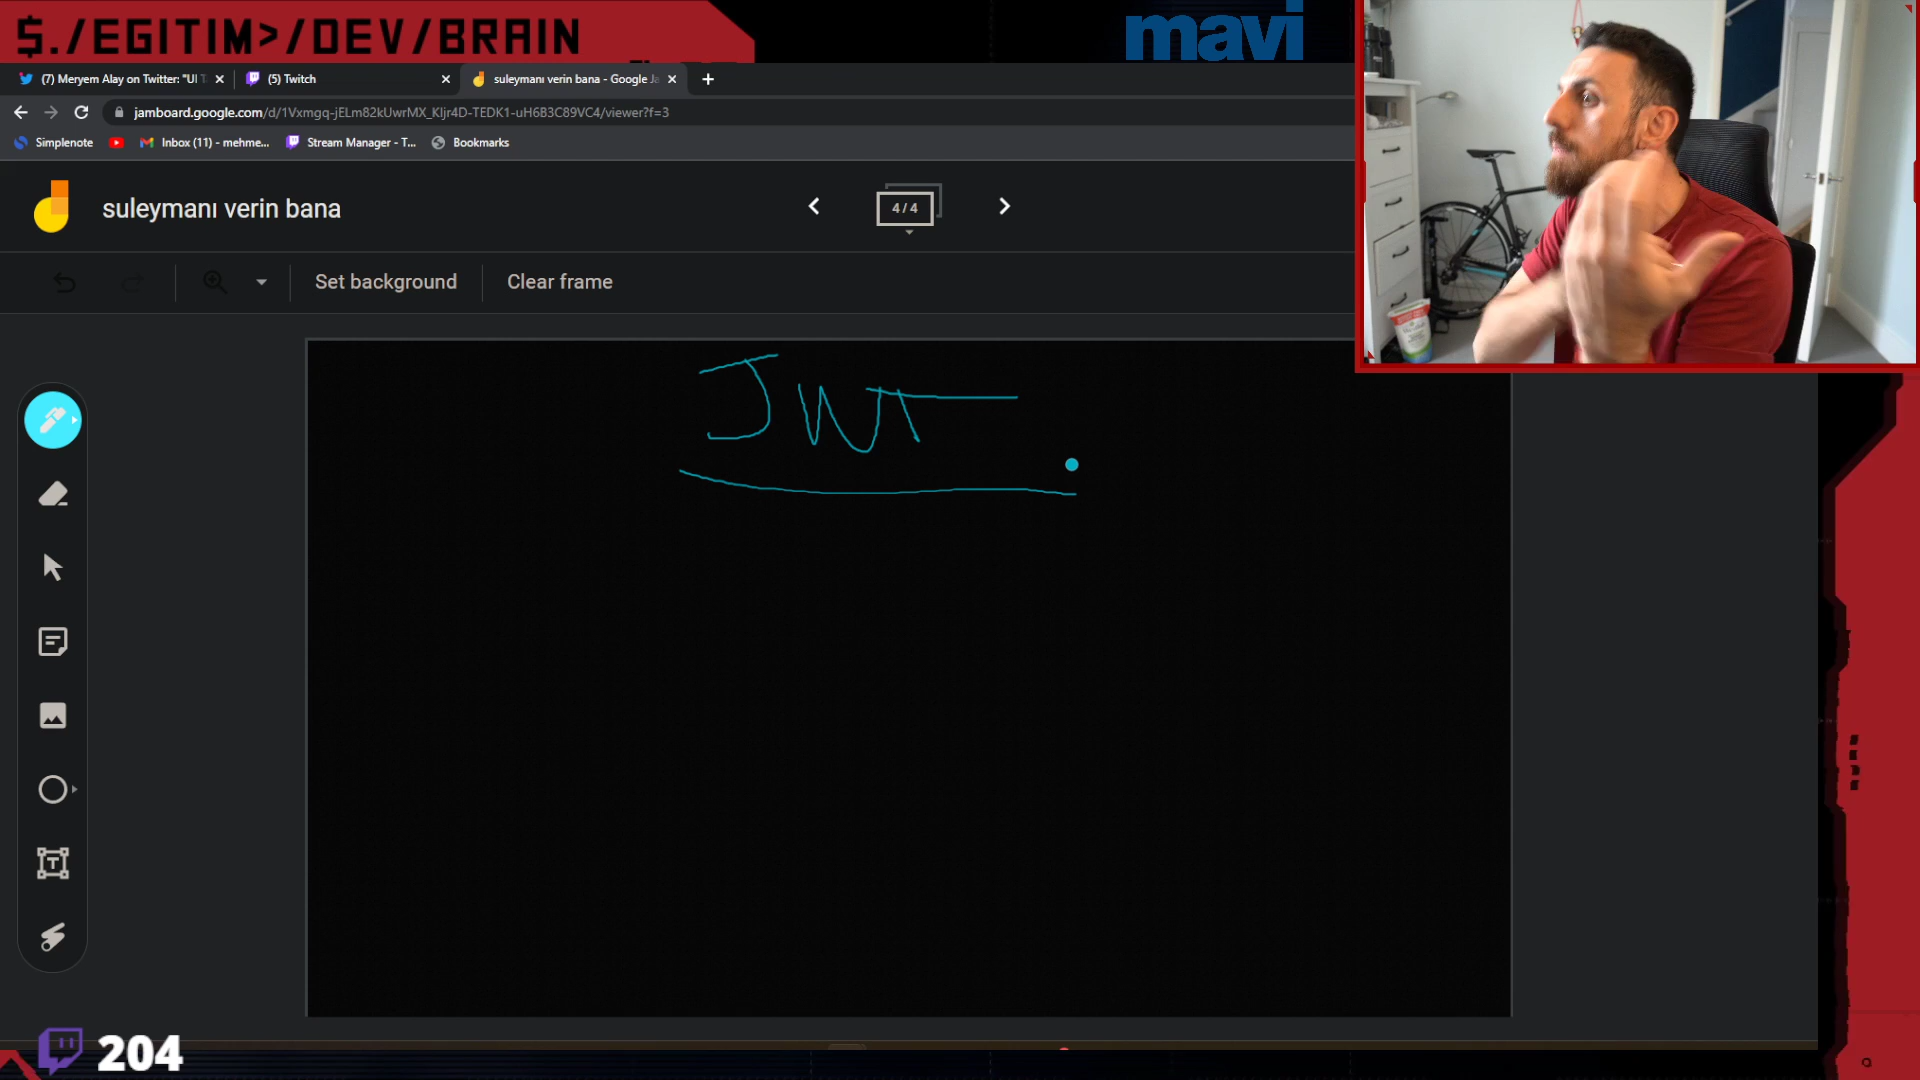 $./EGITIM>/DEV/BRAIN
mavi
(7) Meryem Alay on Twitter: "UI T
(5) Twitch
suleymanı verin bana - Google Ja
jamboard.google.com/d/1Vxmgq-jELm82kUwrMX_KIjr4D-TEDK1-uH6B3C89VC4/viewer?f=3
Simplenote
Inbox (11) - mehme...
Stream Manager - T...
Bookmarks
suleymanı verin bana
4 / 4
Set background
Clear frame
JWT
204